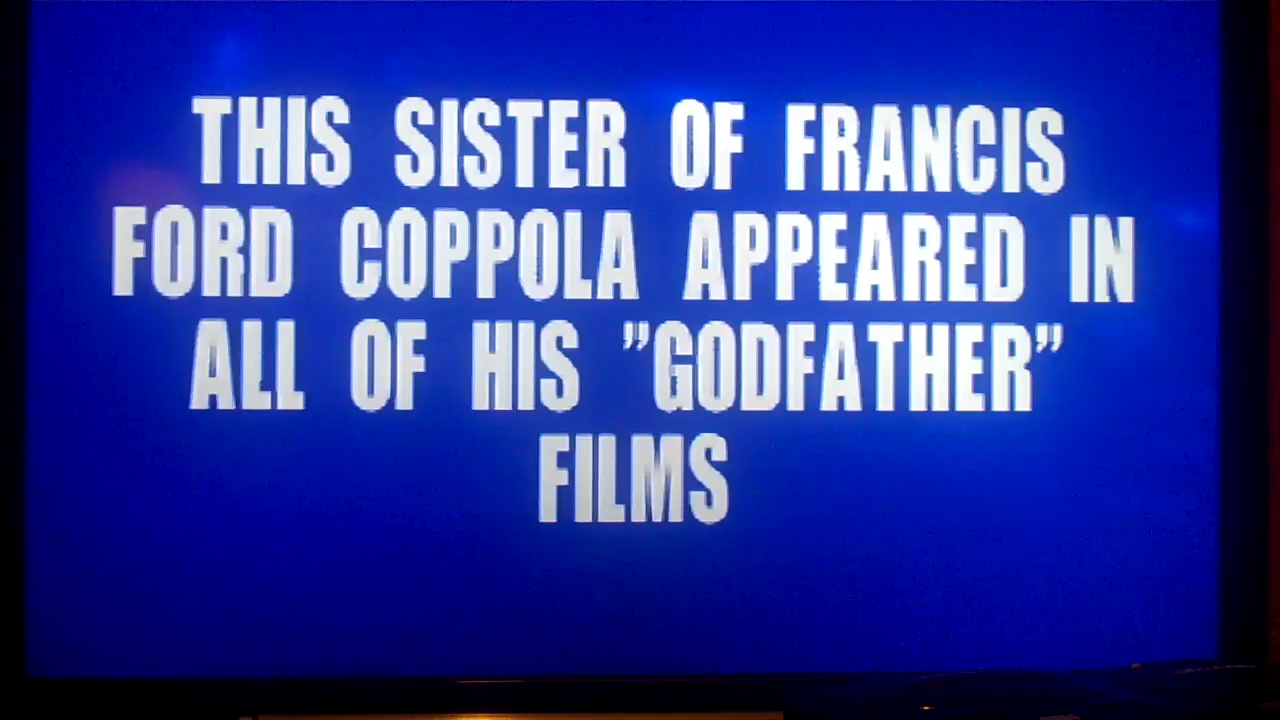 THIS SISTER OF FRANCIS
FORD COPPOLA APPEARED IN
ALL OF HIS "GODFATHER"
FILMS